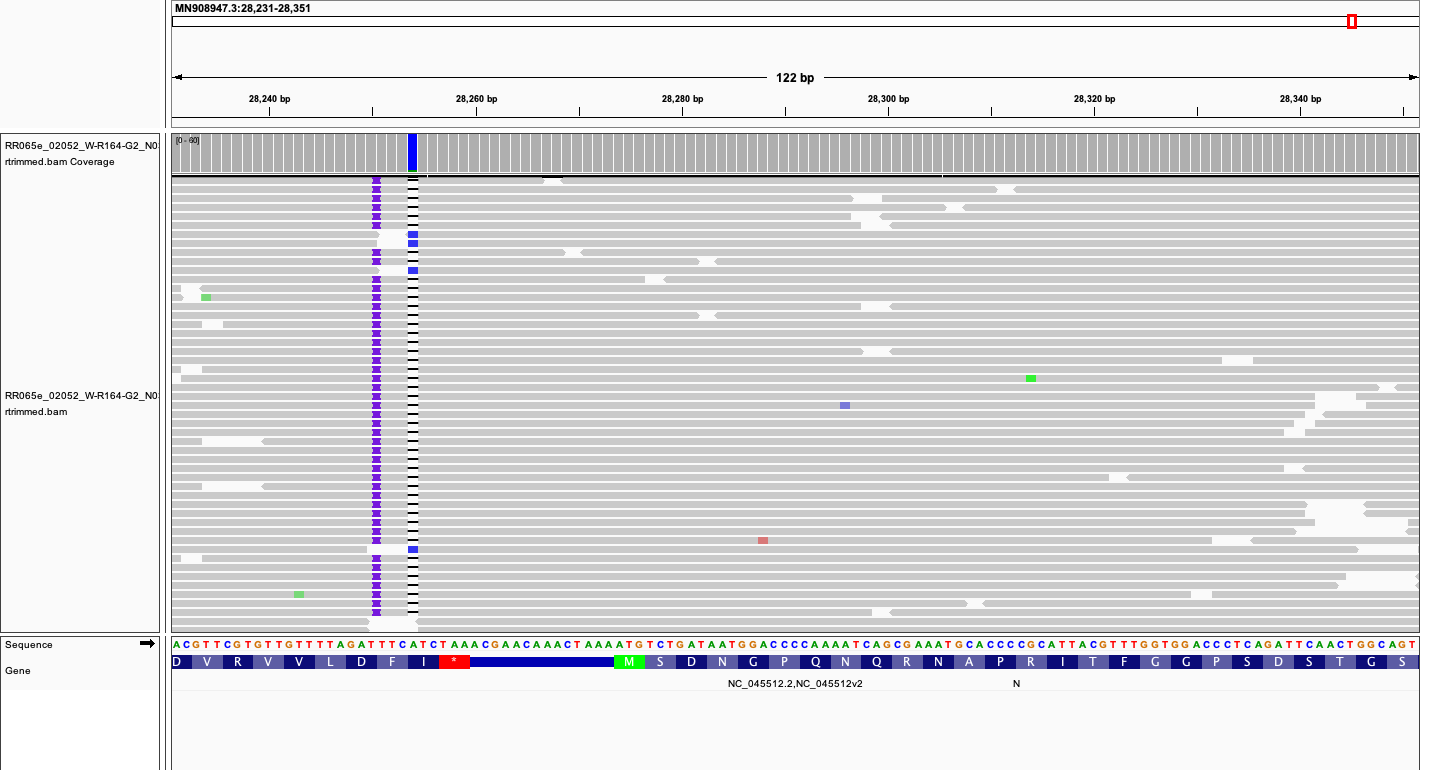 MN908947.3:28,231-28,351
122 bp
28,240 bp 28,260 bp 28,280 bp 28,300 bp 28,320 bp 28,340 bp
[0 - 60]
RR065e_02052_W-R164-G2_N0
rtrimmed.bam Coverage
RR065e_02052_W-R164-G2_N0
rtrimmed.bam
Sequence
ACGTTCGTGTTGTTTTAGATTTCATCTAAACGAACAAACTAAAATGTCTGATAATGGACCCCAAAATCAGCGAAATGCACCCCGCATTACGTTTGGTGGACCCTCAGATTCAACTGGCAGT
Gene
D V R V V L D F I * M S D N G P Q N Q R N A P R I T F G G P S D S T G S
NC_045512.2,NC_045512v2 N